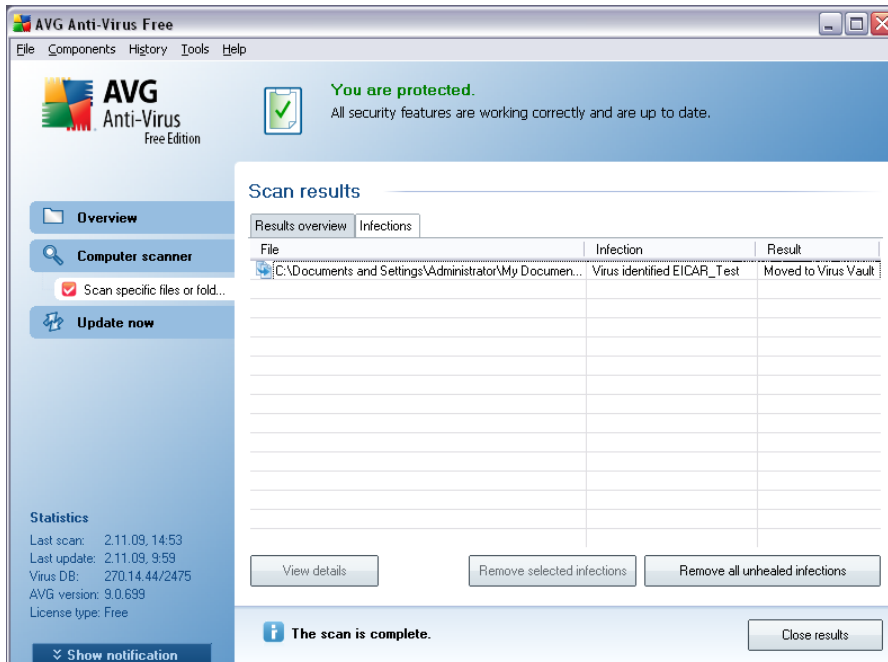 AVG Anti-Virus Free
File Components History Tools Help
AVG
Anti-Virus
Free Edition
You are protected.
All security features are working correctly and are up to date.
Overview
Computer scanner
Scan specific files or fold...
Update now
Scan results
Results overview Infections
File Infection Result
C:\Documents and Settings\Administrator\My Documen... Virus identified EICAR_Test Moved to Virus Vault
Statistics
Last scan: 2.11.09, 14:53
Last update: 2.11.09, 9:59
Virus DB: 270.14.44/2475
AVG version: 9.0.699
License type: Free
Show notification
View details Remove selected infections Remove all unhealed infections
The scan is complete.
Close results